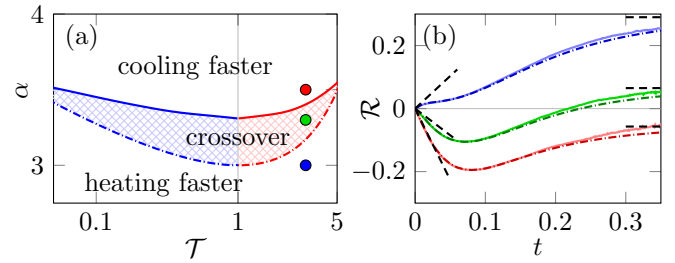 4
3
α
(a)
cooling faster
crossover
heating faster
0.1
1
5
𝒯
(b)
0.2
0
−0.2
ℛ
0
0.1
0.2
0.3
t